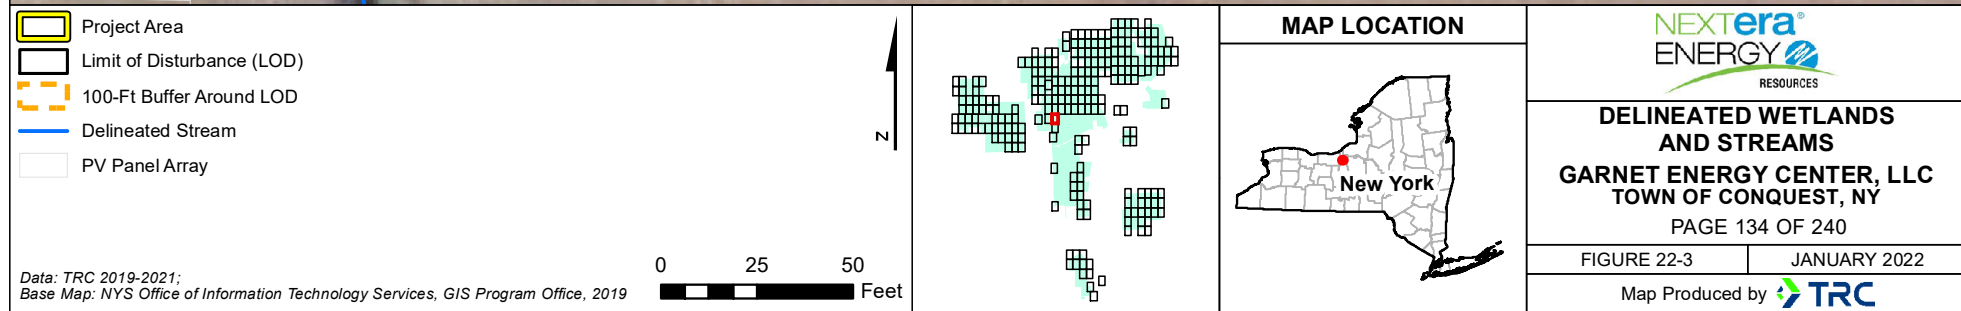 Project Area
Limit of Disturbance (LOD)
100-Ft Buffer Around LOD
Delineated Stream
PV Panel Array
Z
Data: TRC 2019-2021;
Base Map: NYS Office of Information Technology Services, GIS Program Office, 2019
0 25 50
Feet
MAP LOCATION
New York
NEXTera®
ENERGY
RESOURCES
DELINEATED WETLANDS
AND STREAMS
GARNET ENERGY CENTER, LLC
TOWN OF CONQUEST, NY
PAGE 134 OF 240
FIGURE 22-3
JANUARY 2022
Map Produced by TRC